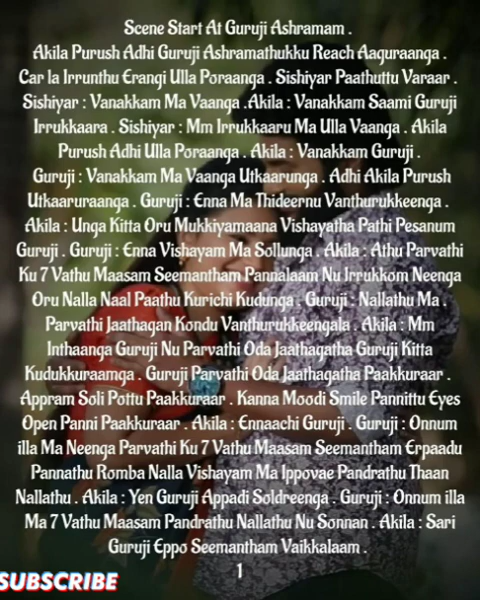 Scene Start At Guruji Ashramam .
Akila Purush Adhi Guruji Ashramathukku Reach Aaguraanga .
Car la Irrunthu Erangi Ulla Poraanga . Sishiyar Paathuttu Varaar .
Sishiyar : Vanakkam Ma Vaanga .Akila : Vanakkam Saami Guruji
Irrukkaara . Sishiyar : Mm Irrukkaaru Ma Ulla Vaanga . Akila
Purush Adhi Ulla Poraanga . Akila : Vanakkam Guruji .
Guruji : Vanakkam Ma Vaanga Utkaarunga . Adhi Akila Purush
Utkaaruraanga . Guruji : Enna Ma Thideernu Vanthurukkeenga .
Akila : Unga Kitta Oru Mukkiyamaana Vishayatha Pathi Pesanum
Guruji . Guruji : Enna Vishayam Ma Sollunga . Akila : Athu Parvathi
Ku 7 Vathu Maasam Seemantham Pannalaam Nu Irrukkom Neenga
Oru Nalla Naal Paathu Kurichi Kudunga . Guruji : Nallathu Ma .
Parvathi Jaathagan Kondu Vanthurukkeengala . Akila : Mm
Inthaanga Guruji Nu Parvathi Oda Jaathagatha Guruji Kitta
Kudukkuraamga . Guruji Parvathi Oda Jaathagatha Paakkuraar .
Appram Soli Pottu Paakkuraar . Kanna Moodi Smile Pannittu Eyes
Open Panni Paakkuraar . Akila : Ennaachi Guruji . Guruji : Onnum
illa Ma Neenga Parvathi Ku 7 Vathu Maasam Seemantham Erpaadu
Pannathu Romba Nalla Vishayam Ma Ippovae Pandrathu Thaan
Nallathu . Akila : Yen Guruji Appadi Soldreenga . Guruji : Onnum illa
Ma 7 Vathu Maasam Pandrathu Nallathu Nu Sonnan . Akila : Sari
Guruji Eppo Seemantham Vaikkalaam .
1
SUBSCRIBE